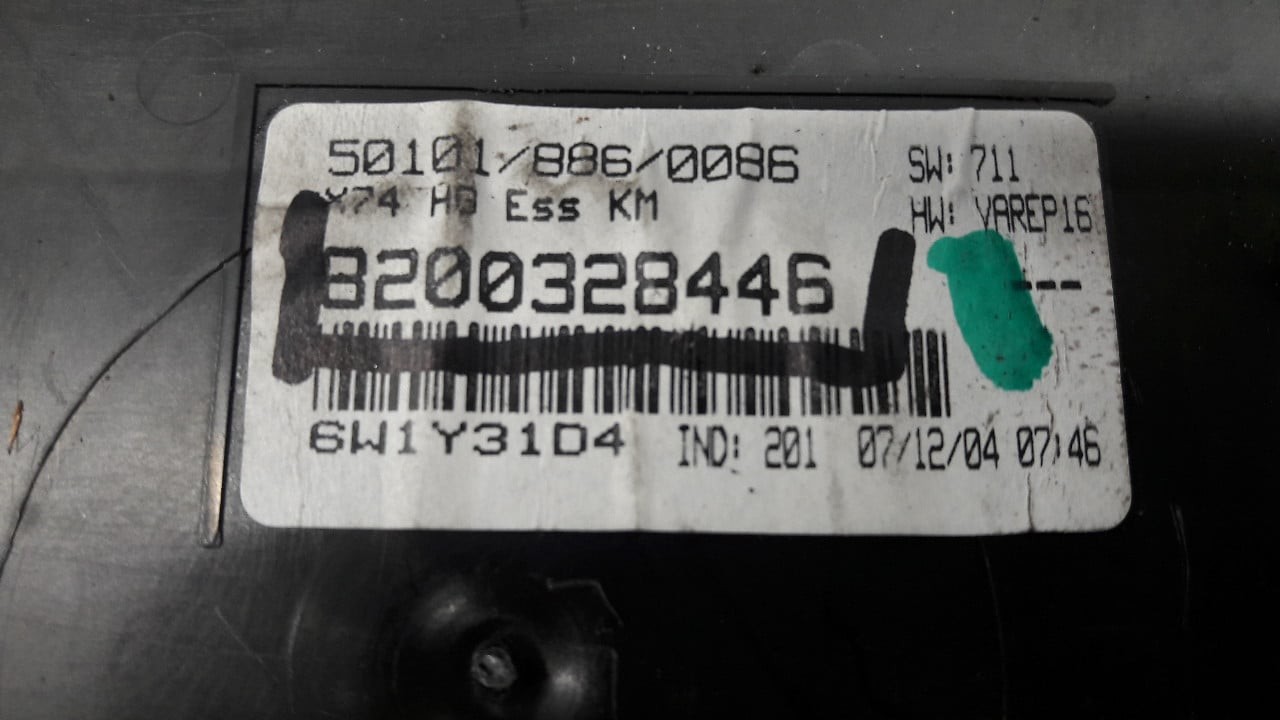 50101/886/0086
SW: 711
X74 HD Ess KM
HW: VAREP16
8200328446
---
6W1Y31D4 IND: 201 07/12/04 07:46